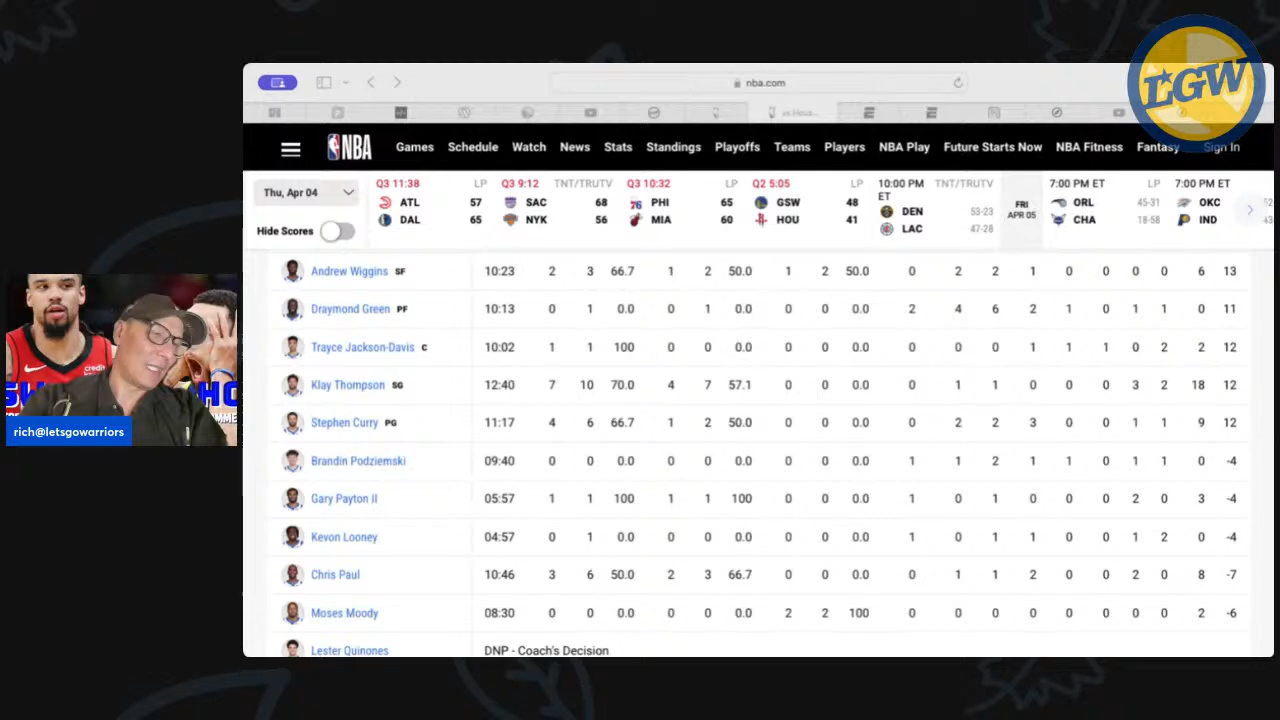 LGW
nba.com
vs Hous...
NBA Games Schedule Watch News Stats Standings Playoffs Teams Players NBA Play Future Starts Now NBA Fitness Fantasy Sign In
Thu, Apr 04
Hide Scores
Q3 11:38 LP
ATL 57
DAL 65
Q3 9:12 TNT/TRUTV
SAC 68
NYK 56
Q3 10:32 LP
PHI 65
MIA 60
Q2 5:05 LP
GSW 48
HOU 41
10:00 PM ET TNT/TRUTV
DEN 53-23
LAC 47-28
FRI
APR 05
7:00 PM ET LP
ORL 45-31
CHA 18-58
7:00 PM ET
OKC
IND
Andrew Wiggins SF 10:23 2 3 66.7 1 2 50.0 1 2 50.0 0 2 2 1 0 0 0 0 6 13
Draymond Green PF 10:13 0 1 0.0 0 1 0.0 0 0 0.0 2 4 6 2 1 0 1 1 0 11
Trayce Jackson-Davis C 10:02 1 1 100 0 0 0.0 0 0 0.0 0 0 0 1 1 1 0 2 2 12
Klay Thompson SG 12:40 7 10 70.0 4 7 57.1 0 0 0.0 0 1 1 0 0 0 3 2 18 12
Stephen Curry PG 11:17 4 6 66.7 1 2 50.0 0 0 0.0 0 2 2 3 0 0 1 1 9 12
Brandin Podziemski 09:40 0 0 0.0 0 0 0.0 0 0 0.0 1 1 2 1 1 0 1 1 0 -4
Gary Payton II 05:57 1 1 100 1 1 100 0 0 0.0 1 0 1 0 0 0 2 0 3 -4
Kevon Looney 04:57 0 1 0.0 0 0 0.0 0 0 0.0 1 0 1 1 0 0 1 2 0 -4
Chris Paul 10:46 3 6 50.0 2 3 66.7 0 0 0.0 0 1 1 2 0 0 2 0 8 -7
Moses Moody 08:30 0 0 0.0 0 0 0.0 2 2 100 0 0 0 0 0 0 0 0 2 -6
Lester Quinones DNP - Coach's Decision
rich@letsgowarriors